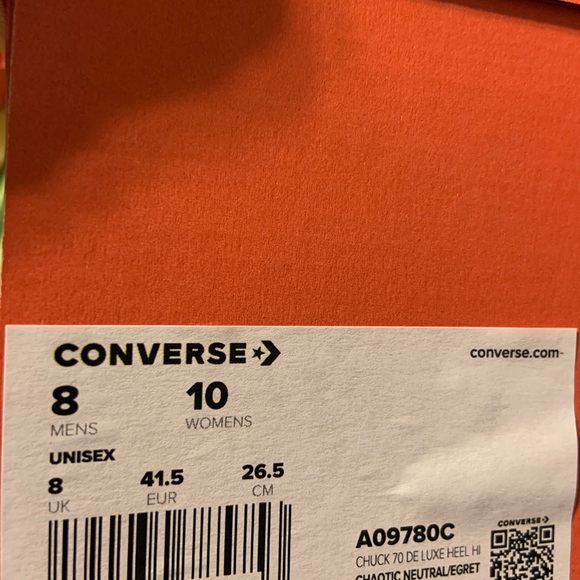 CONVERSE
converse.com
8 10
MENS WOMENS
UNISEX
8 41.5 26.5
UK EUR CM
A09780C
CONVERSE
CHUCK 70 DE LUXE HEEL HI
CHAOTIC NEUTRAL/EGRET